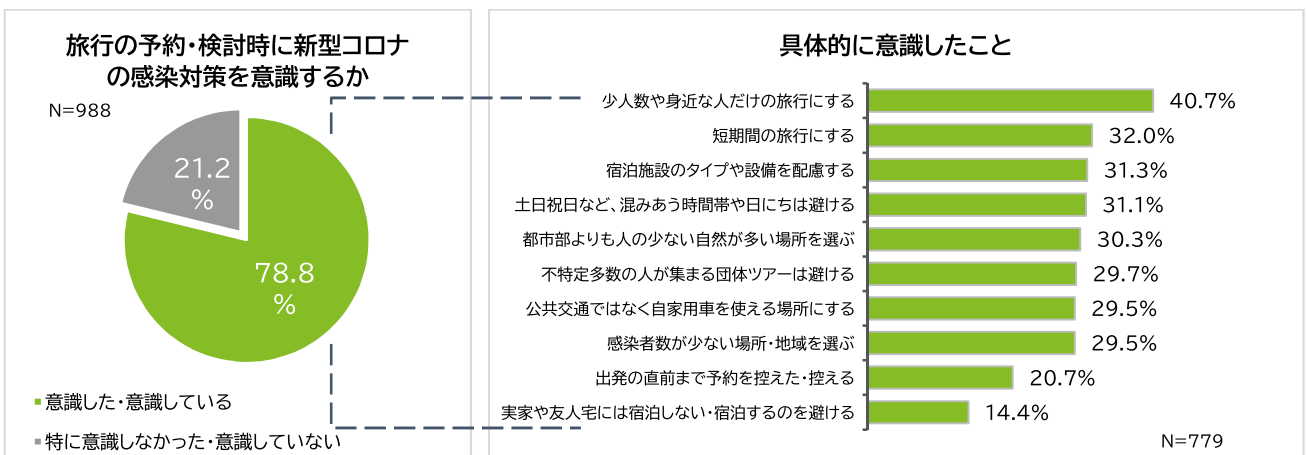 旅行の予約・検討時に新型コロナ
の感染対策を意識するか
N=988
21.2
%
78.8
%
意識した・意識している
特に意識しなかった・意識していない
具体的に意識したこと
少人数や身近な人だけの旅行にする 40.7%
短期間の旅行にする 32.0%
宿泊施設のタイプや設備を配慮する 31.3%
土日祝日など、混みあう時間帯や日にちは避ける 31.1%
都市部よりも人の少ない自然が多い場所を選ぶ 30.3%
不特定多数の人が集まる団体ツアーは避ける 29.7%
公共交通ではなく自家用車を使える場所にする 29.5%
感染者数が少ない場所・地域を選ぶ 29.5%
出発の直前まで予約を控えた・控える 20.7%
実家や友人宅には宿泊しない・宿泊するのを避ける 14.4%
N=779